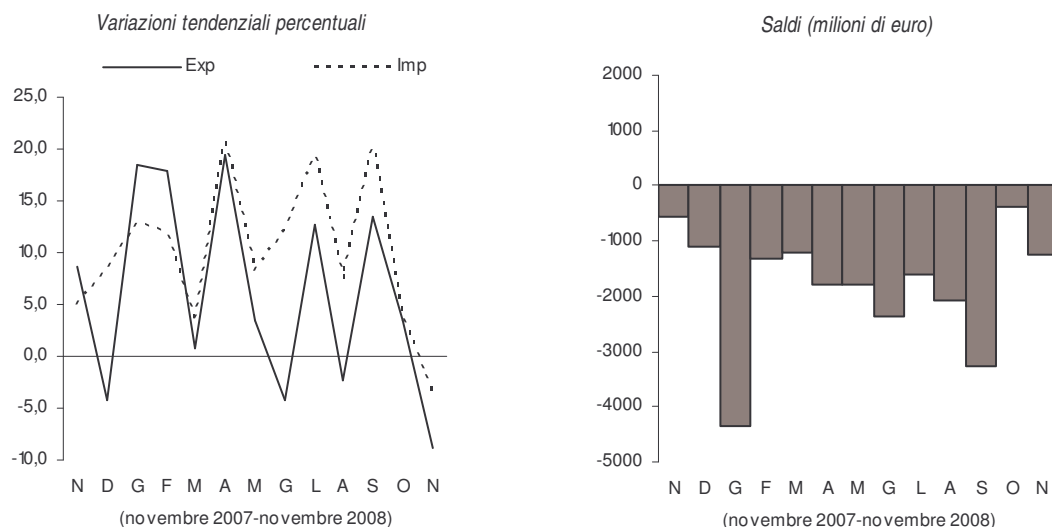 Variazioni tendenziali percentuali
Exp
Imp
25,0
20,0
15,0
10,0
5,0
0,0
-5,0
-10,0
N D G F M A M G L A S O N
(novembre 2007-novembre 2008)
Saldi (milioni di euro)
2000
1000
0
-1000
-2000
-3000
-4000
-5000
N D G F M A M G L A S O N
(novembre 2007-novembre 2008)